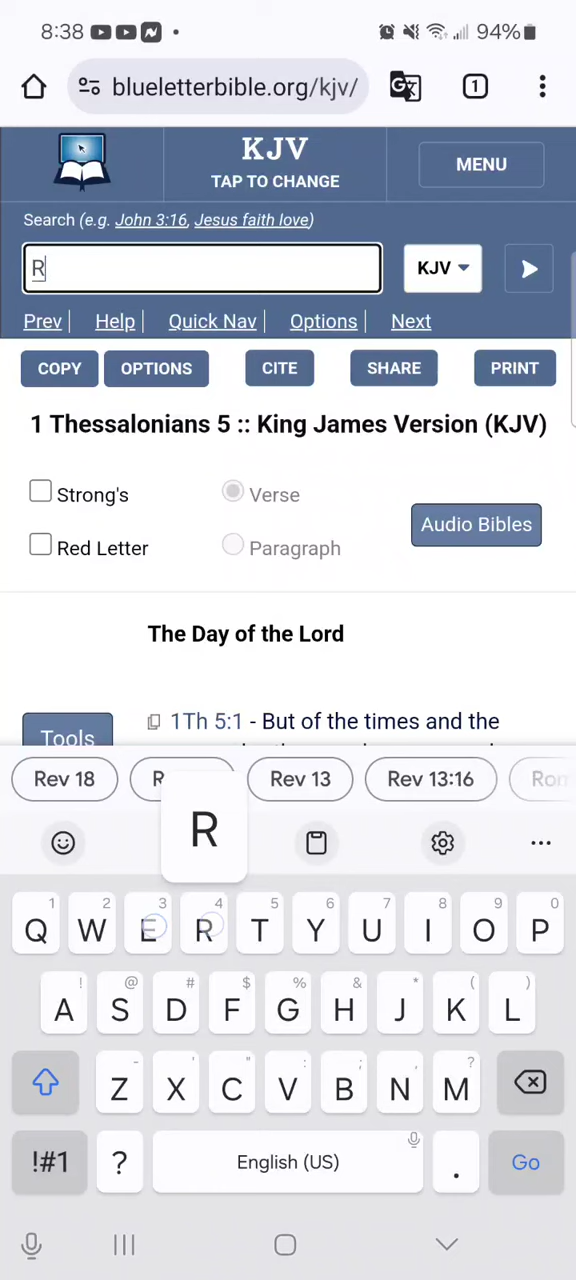 8:38 94%
blueletterbible.org/kjv/ 1
KJV
TAP TO CHANGE
MENU
Search (e.g. John 3:16, Jesus faith love)
R
KJV
Prev | Help | Quick Nav | Options | Next
COPY OPTIONS CITE SHARE PRINT
1 Thessalonians 5 :: King James Version (KJV)
Strong's Verse
Audio Bibles
Red Letter Paragraph
The Day of the Lord
Tools
1Th 5:1 - But of the times and the
Rev 18 R Rev 13 Rev 13:16 Rom
R
1 2 3 4 5 6 7 8 9 0
Q W E R T Y U I O P
! @ # $ % & * ( )
A S D F G H J K L
- ' " : ; , ?
Z X C V B N M
!#1 ? English (US) . Go